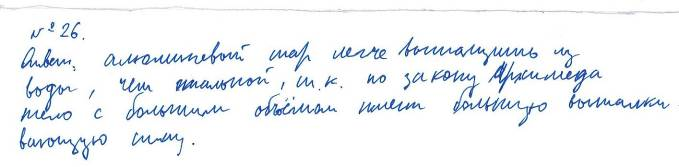 № 26.
Ответ: алюминевый шар легче вытащить из
воды, чем стальной, т.к. по закону Архимеда
тело с большим объёмом имеет большую выталки
вающую силу.